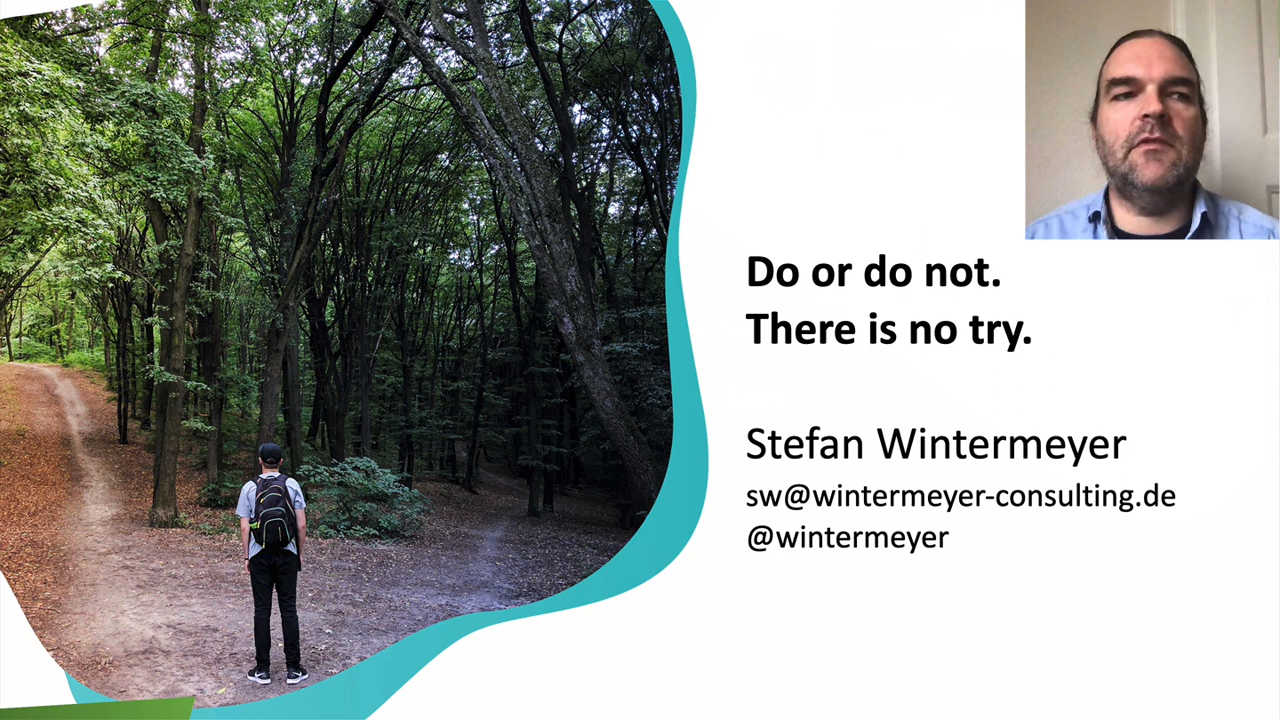 Do or do not.
There is no try.
Stefan Wintermeyer
sw@wintermeyer-consulting.de
@wintermeyer